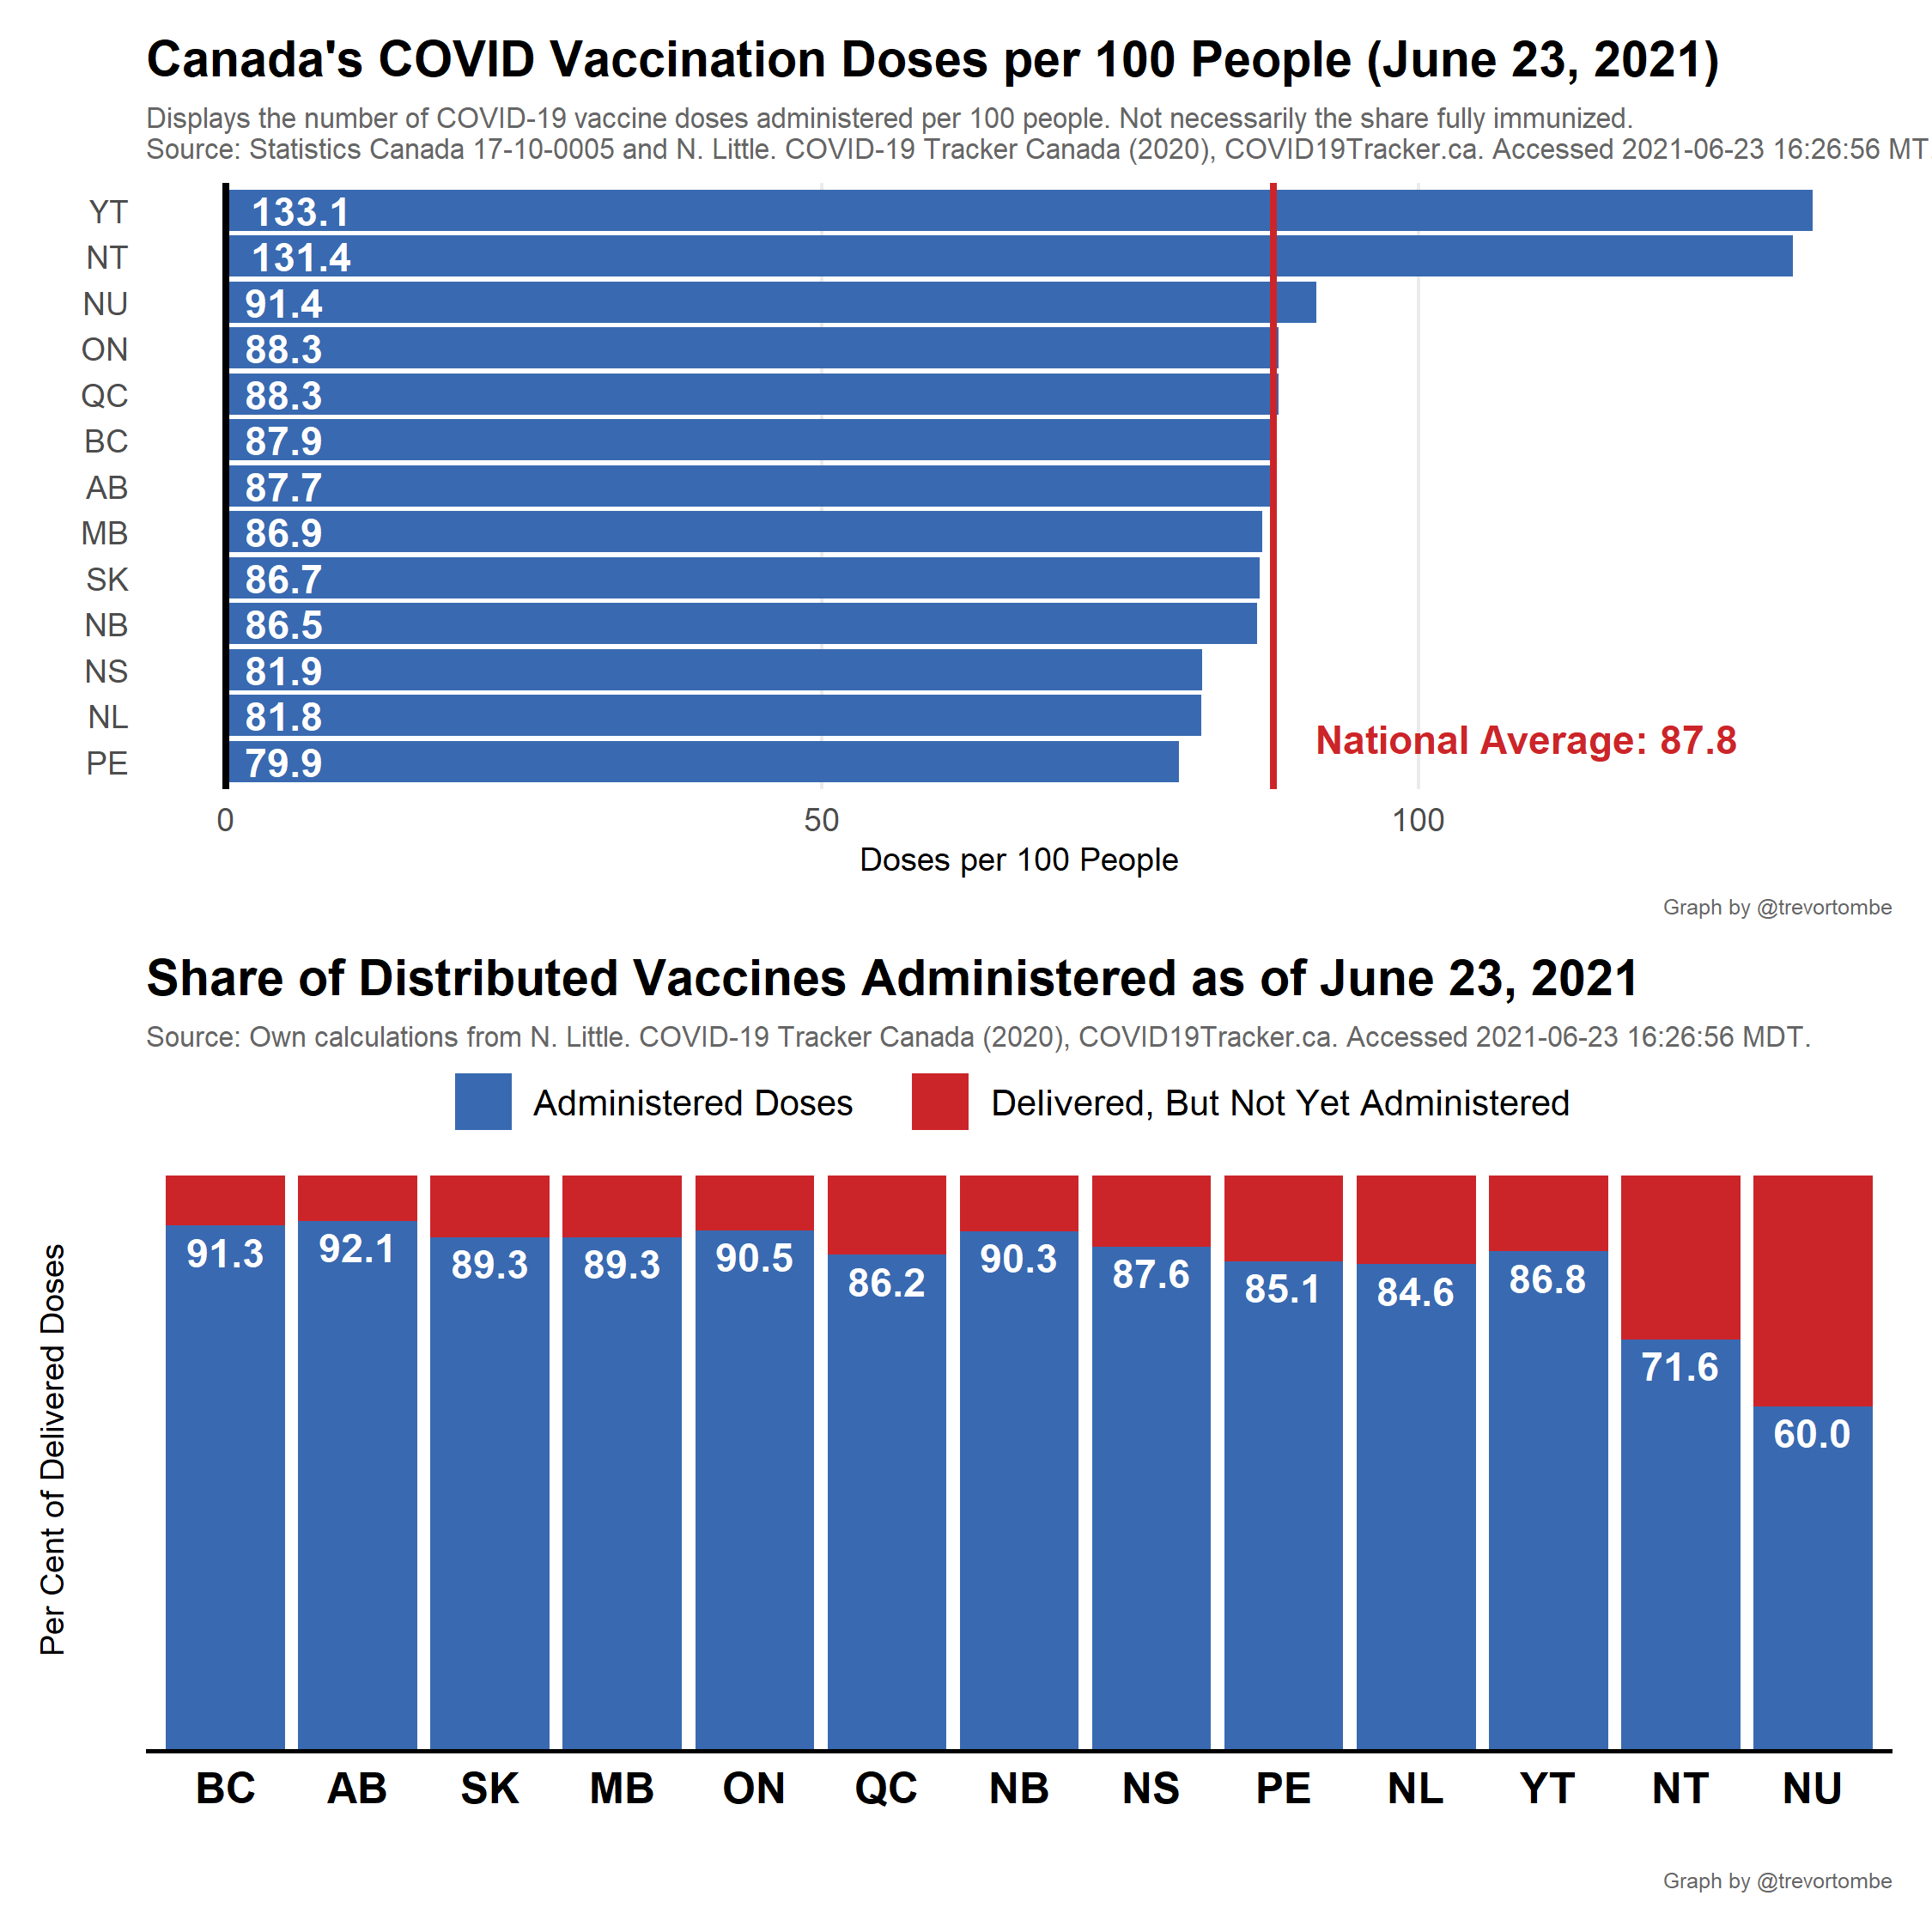 Canada's COVID Vaccination Doses per 100 People (June 23, 2021)
Displays the number of COVID-19 vaccine doses administered per 100 people. Not necessarily the share fully immunized.
Source: Statistics Canada 17-10-0005 and N. Little. COVID-19 Tracker Canada (2020), COVID19Tracker.ca. Accessed 2021-06-23 16:26:56 MT
YT 133.1
NT 131.4
NU 91.4
ON 88.3
QC 88.3
BC 87.9
AB 87.7
MB 86.9
SK 86.7
NB 86.5
NS 81.9
NL 81.8
National Average: 87.8
PE 79.9
0 50 100
Doses per 100 People
Graph by @trevortombe
Share of Distributed Vaccines Administered as of June 23, 2021
Source: Own calculations from N. Little. COVID-19 Tracker Canada (2020), COVID19Tracker.ca. Accessed 2021-06-23 16:26:56 MDT.
Administered Doses Delivered, But Not Yet Administered
Per Cent of Delivered Doses
91.3 92.1 89.3 89.3 90.5 86.2 90.3 87.6 85.1 84.6 86.8 71.6 60.0
BC AB SK MB ON QC NB NS PE NL YT NT NU
Graph by @trevortombe